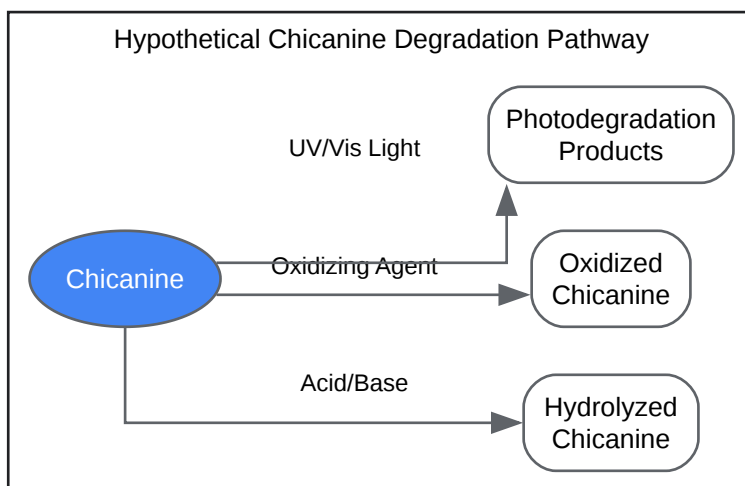 Hypothetical Chicanine Degradation Pathway
Photodegradation
Products
UV/Vis Light
Chicanine
Oxidizing Agent
Oxidized
Chicanine
Acid/Base
Hydrolyzed
Chicanine